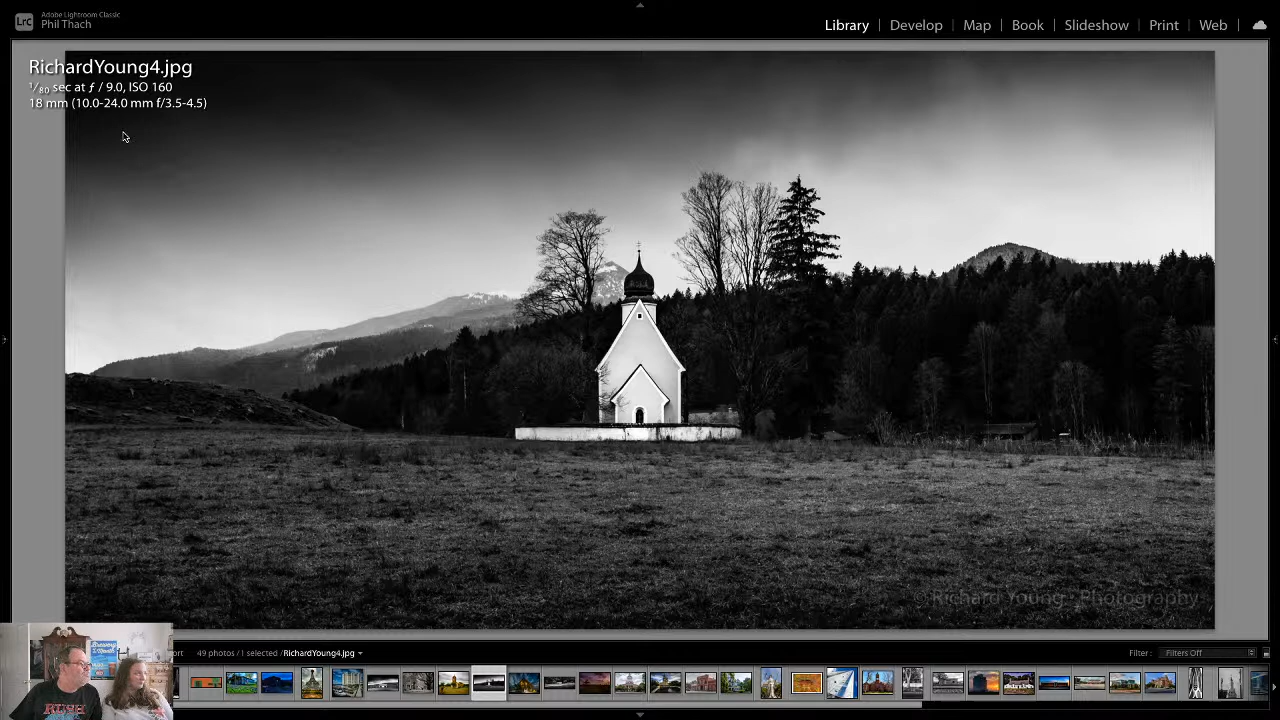 Lrc
Adobe Lightroom Classic
Phil Thach
Library | Develop | Map | Book | Slideshow | Print | Web |
RichardYoung4.jpg
1/80 sec at ƒ / 9.0, ISO 160
18 mm (10.0-24.0 mm f/3.5-4.5)
© Richard Young - Photography
49 photos / 1 selected / RichardYoung4.jpg
Filter : Filters Off
RUSH